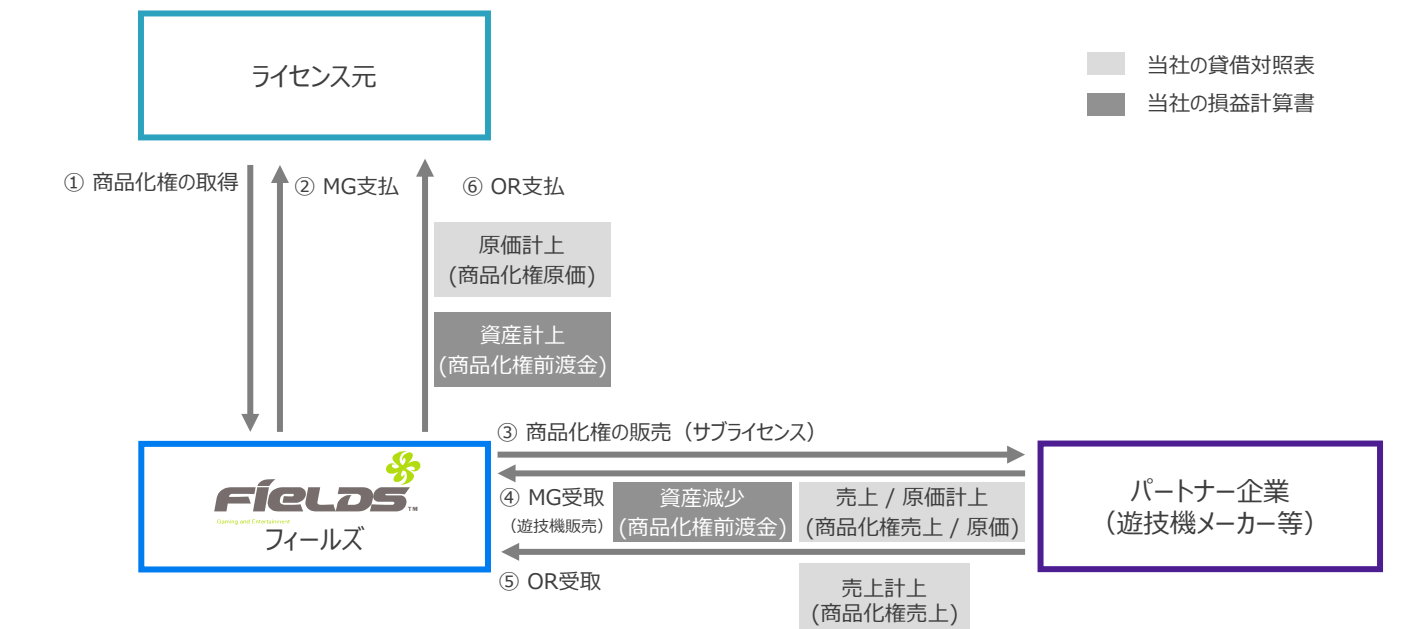 ライセンス元
当社の貸借対照表
当社の損益計算書
① 商品化権の取得
② MG支払
⑥ OR支払
原価計上
(商品化権原価)
資産計上
(商品化権前渡金)
③ 商品化権の販売（サブライセンス）
FIELDS™
Gaming and Entertainment
フィールズ
④ MG受取
（遊技機販売）
資産減少
(商品化権前渡金)
売上 / 原価計上
(商品化権売上 / 原価)
パートナー企業
（遊技機メーカー等）
⑤ OR受取
売上計上
(商品化権売上)